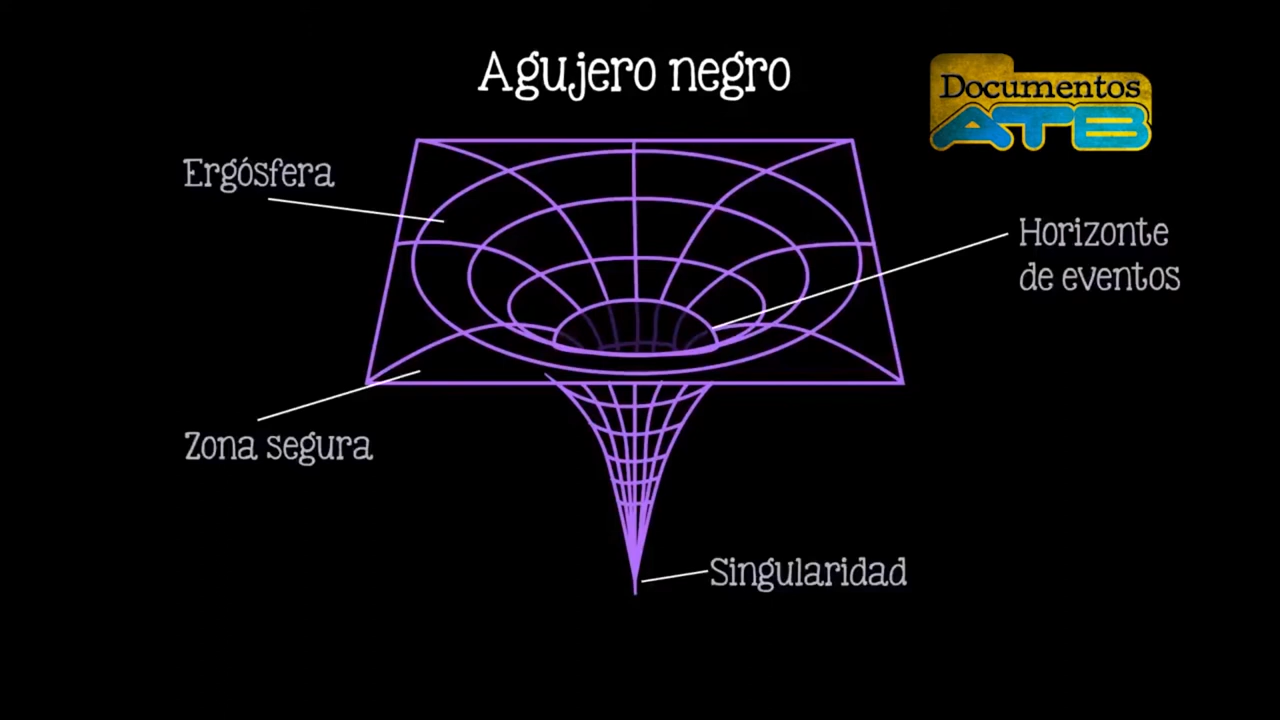 Agujero negro
Documentos
ATB
Ergósfera
Horizonte
de eventos
Zona segura
Singularidad